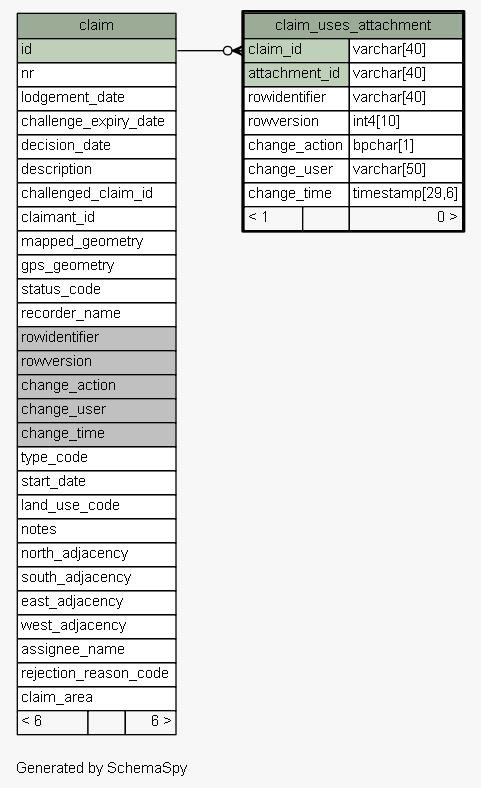 claim
id
nr
lodgement_date
challenge_expiry_date
decision_date
description
challenged_claim_id
claimant_id
mapped_geometry
gps_geometry
status_code
recorder_name
rowidentifier
rowversion
change_action
change_user
change_time
type_code
start_date
land_use_code
notes
north_adjacency
south_adjacency
east_adjacency
west_adjacency
assignee_name
rejection_reason_code
claim_area
< 6 6 >
claim_uses_attachment
claim_id varchar[40]
attachment_id varchar[40]
rowidentifier varchar[40]
rowversion int4[10]
change_action bpchar[1]
change_user varchar[50]
change_time timestamp[29,6]
< 1 0 >
Generated by SchemaSpy